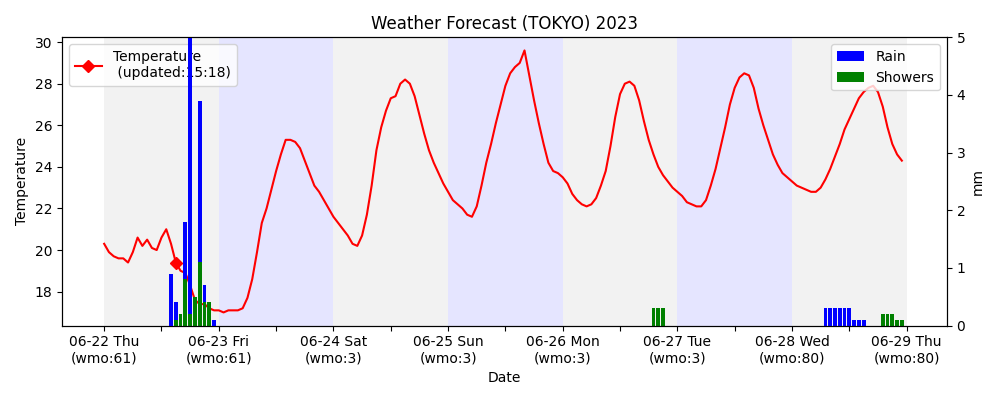 Weather Forecast (TOKYO) 2023
Temperature
(updated:15:18)
Rain
Showers
30
28
26
24
22
20
18
Temperature
5
4
3
2
1
0
mm
06-22 Thu
(wmo:61)
06-23 Fri
(wmo:61)
06-24 Sat
(wmo:3)
06-25 Sun
(wmo:3)
06-26 Mon
(wmo:3)
06-27 Tue
(wmo:3)
06-28 Wed
(wmo:80)
06-29 Thu
(wmo:80)
Date